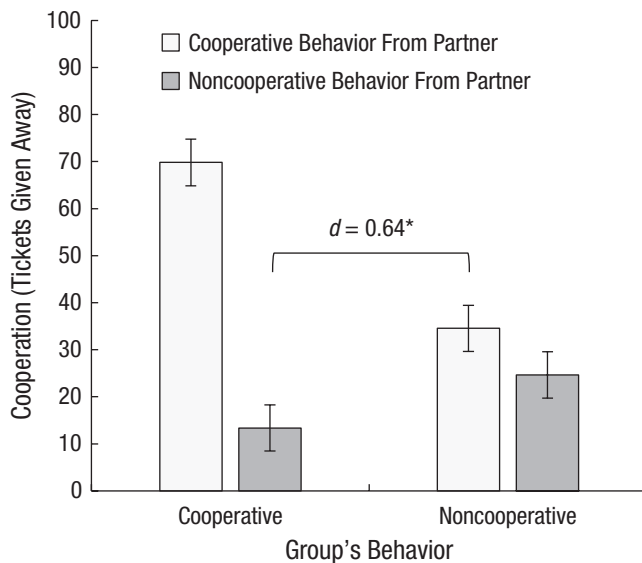 100
90
80
70
60
50
40
30
20
10
0
Cooperation (Tickets Given Away)
Cooperative Behavior From Partner
Noncooperative Behavior From Partner
d = 0.64*
Cooperative
Noncooperative
Group's Behavior